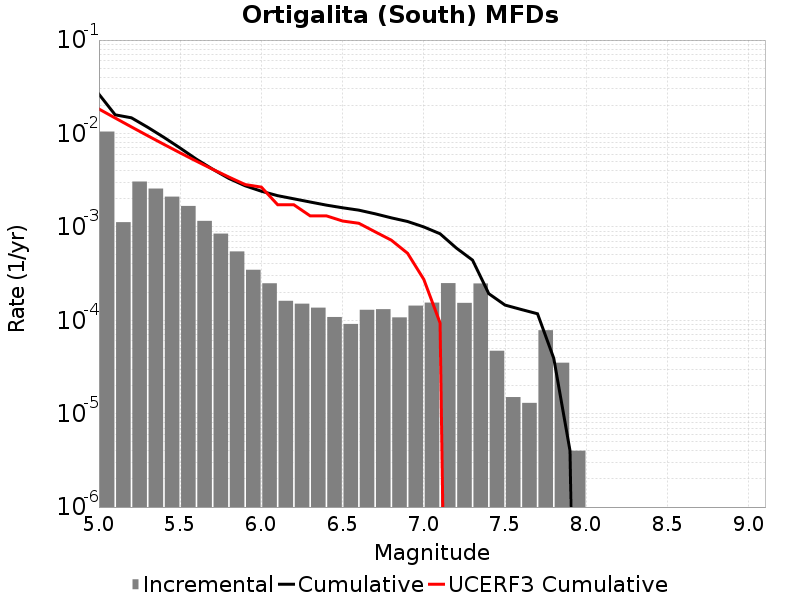 Ortigalita (South) MFDs
10-1
10-2
10-3
10-4
10-5
10-6
Rate (1/yr)
5.0 5.5 6.0 6.5 7.0 7.5 8.0 8.5 9.0
Magnitude
Incremental Cumulative UCERF3 Cumulative